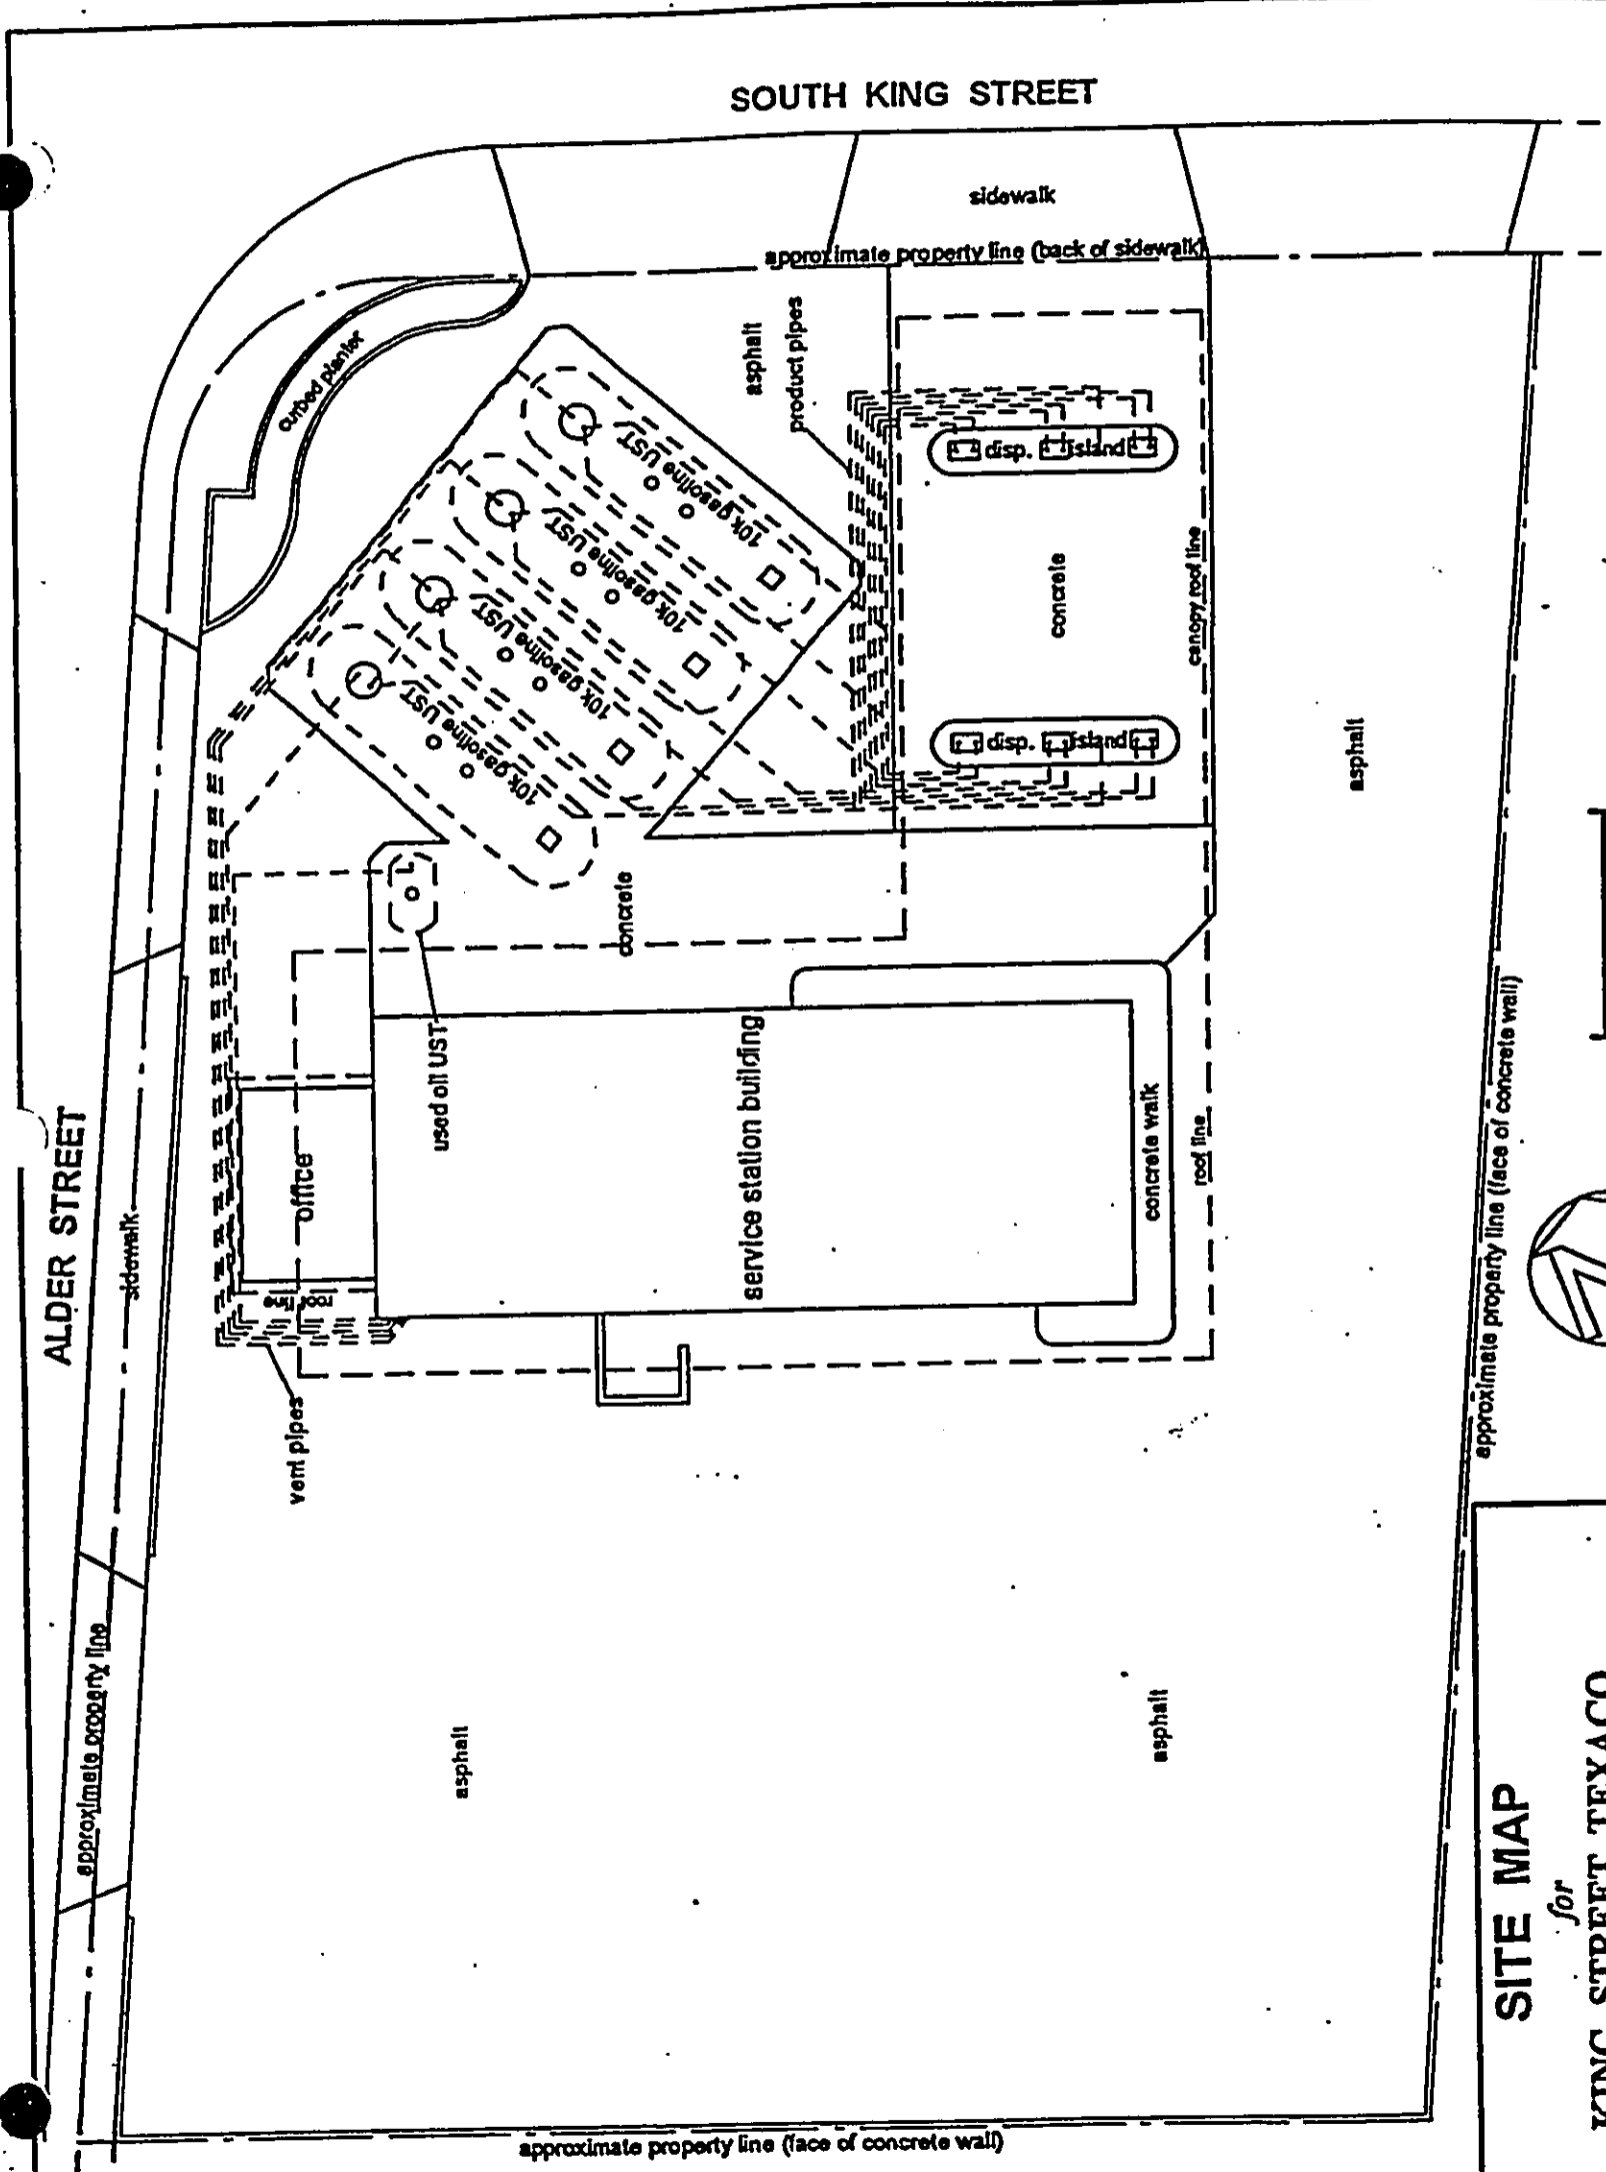 SOUTH KING STREET
sidewalk
approximate property line (back of sidewalk)
curbed planter
asphalt
product pipes
10k gasoline UST
10k gasoline UST
10k gasoline UST
10k gasoline UST
disp. island
concrete
canopy roof line
disp. island
asphalt
concrete
used oil UST
ALDER STREET
sidewalk
office
roof line
vent pipes
service station building
concrete walk
roof line
approximate property line (face of concrete wall)
approximate property line
asphalt
asphalt
SITE MAP
for
KING STREET TEXACO
approximate property line (face of concrete wall)